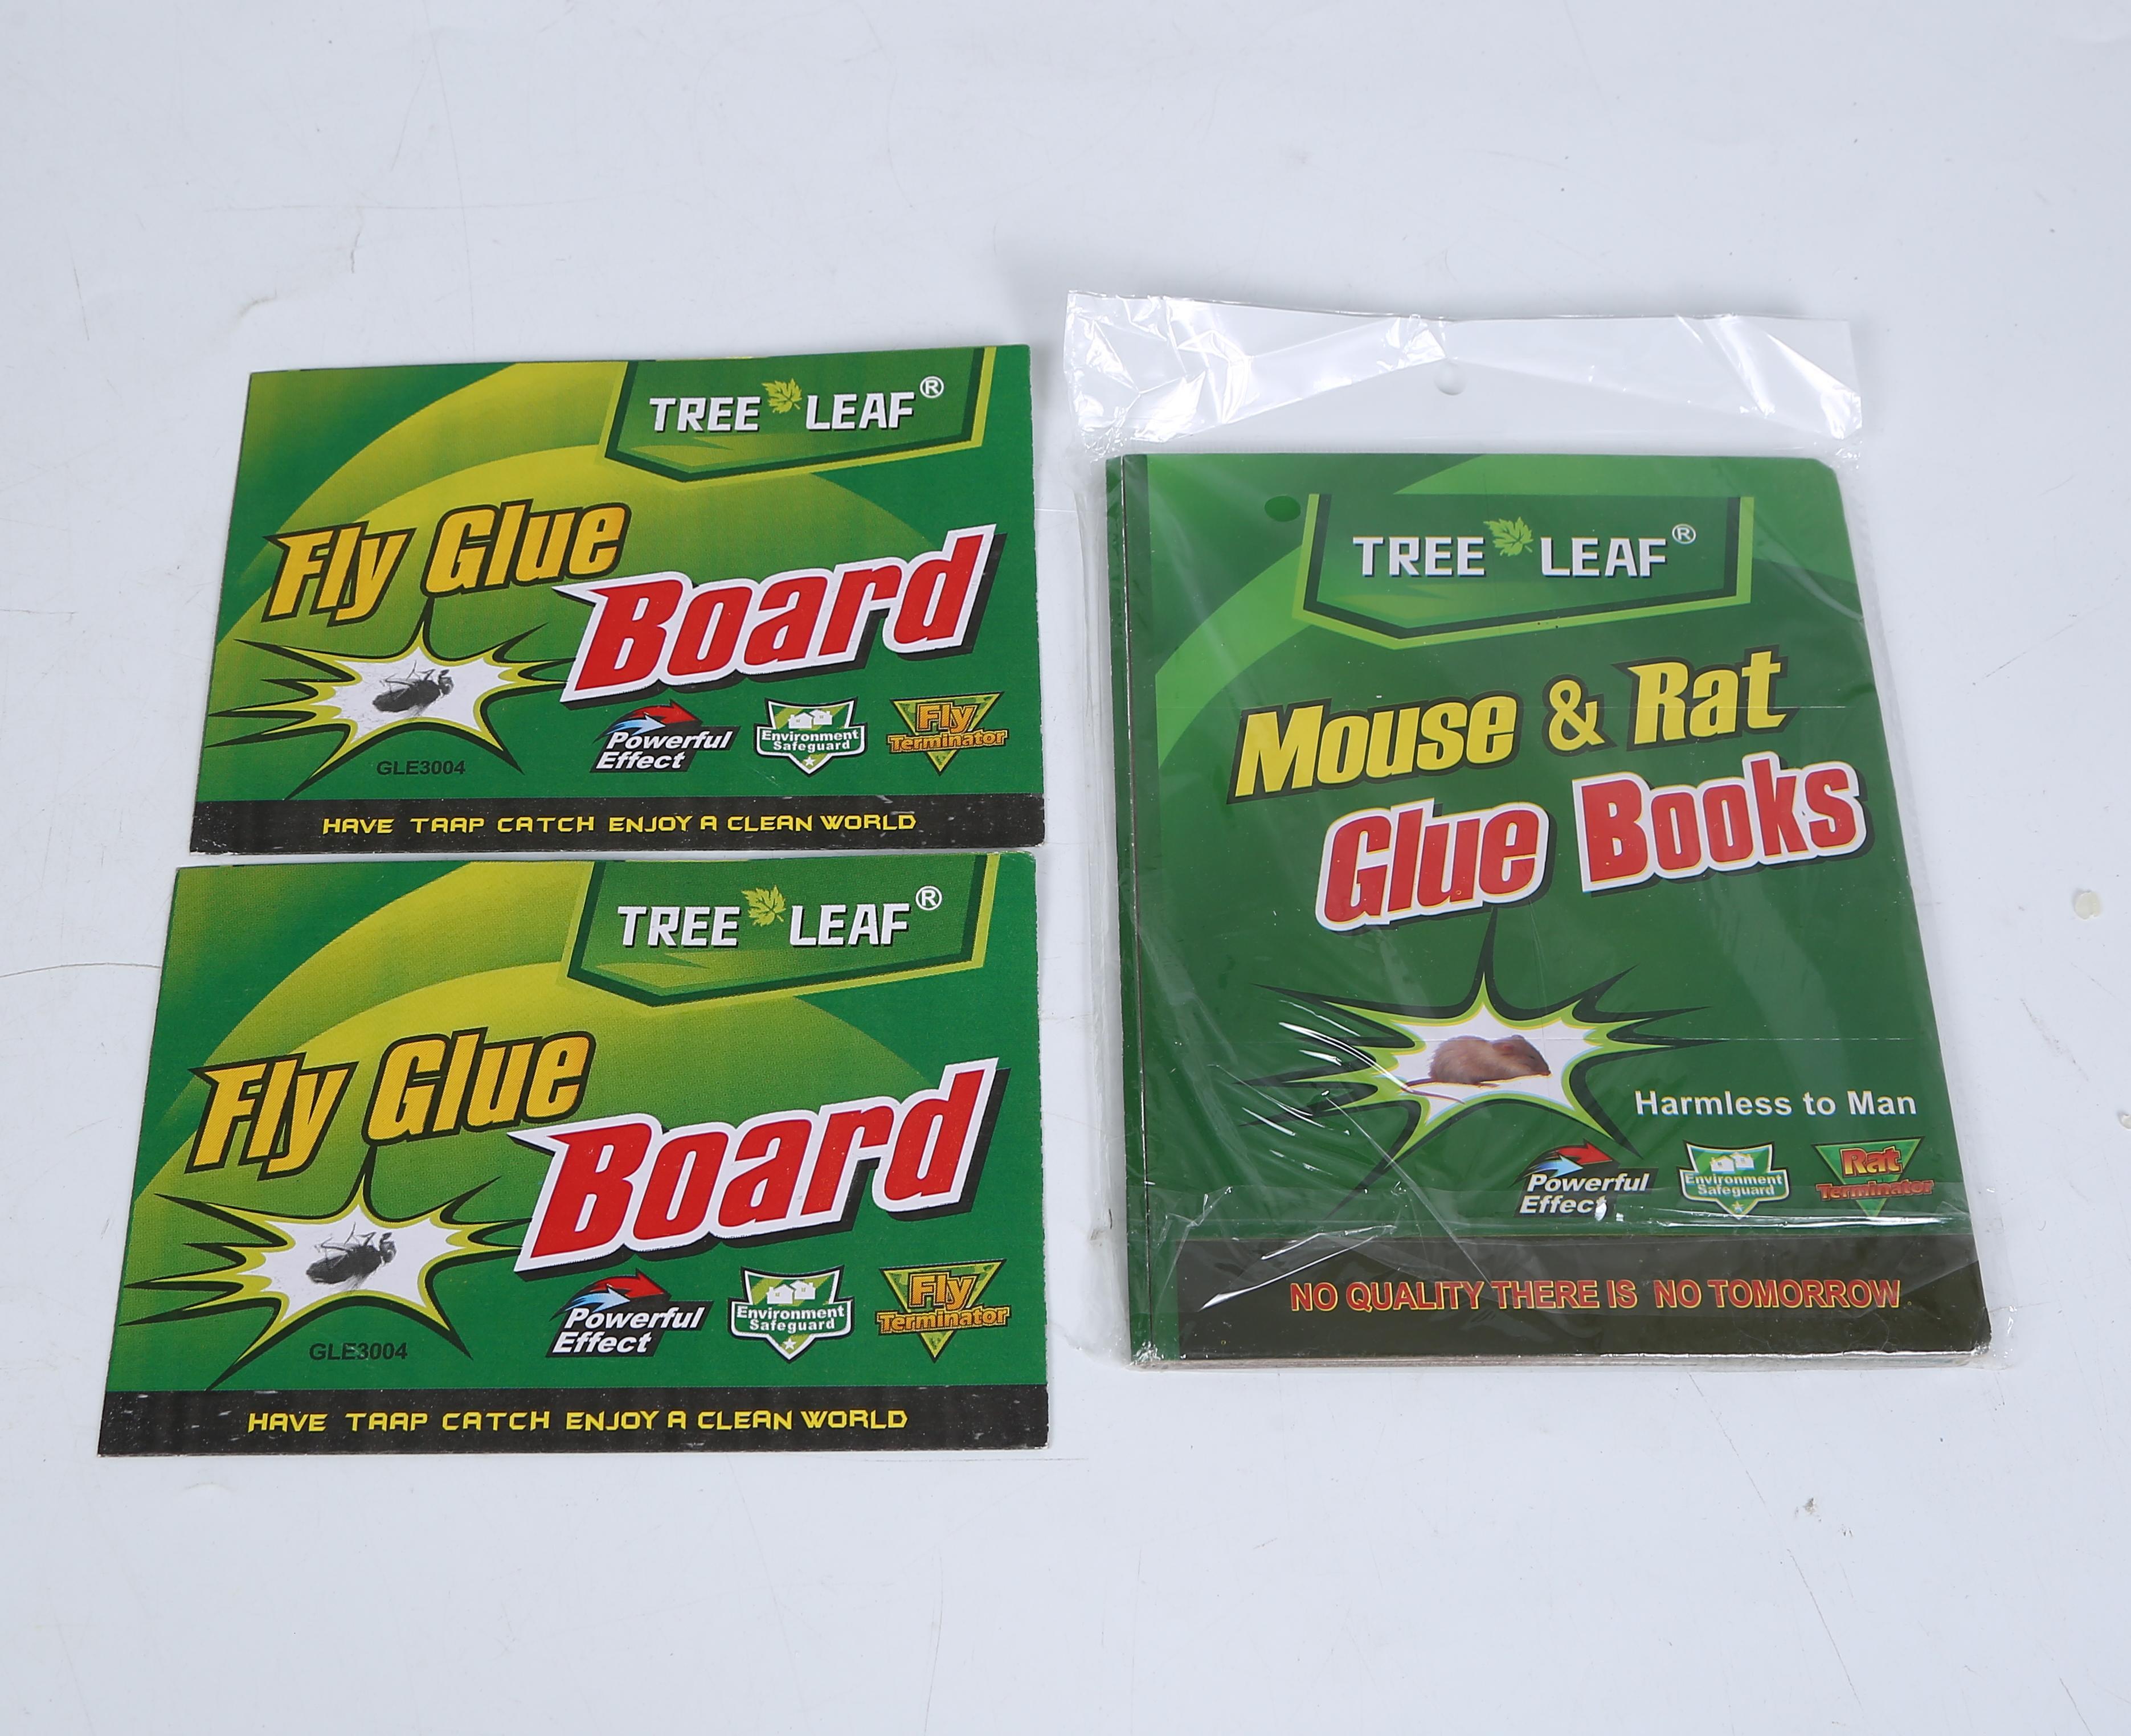 TREE LEAF®
Fly Glue
Board
Powerful
Effect
Environment
Safeguard
Fly
Terminator
GLE3004
HAVE TAAP CATCH ENJOY A CLEAN WORLD
TREE LEAF®
Fly Glue
Board
Powerful
Effect
Environment
Safeguard
Fly
Terminator
GLE3004
HAVE TAAP CATCH ENJOY A CLEAN WORLD
TREE LEAF®
Mouse & Rat
Glue Books
Harmless to Man
Powerful
Effect
Environment
Safeguard
Rat
Terminator
NO QUALITY THERE IS NO TOMORROW